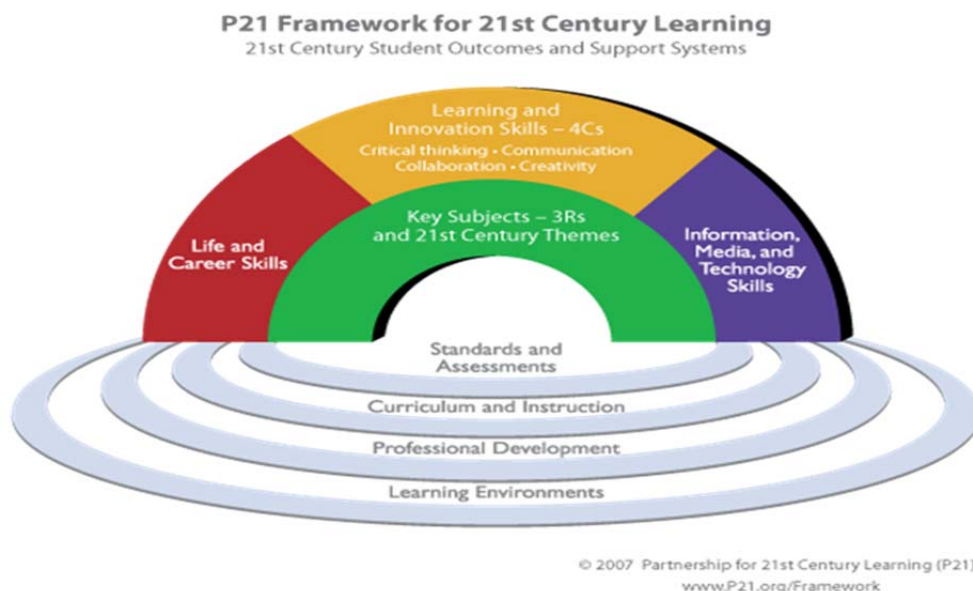 P21 Framework for 21st Century Learning
21st Century Student Outcomes and Support Systems
Learning and
Innovation Skills – 4Cs
Critical thinking • Communication
Collaboration • Creativity
Key Subjects – 3Rs
and 21st Century Themes
Life and
Career Skills
Information,
Media, and
Technology
Skills
Standards and
Assessments
Curriculum and Instruction
Professional Development
Learning Environments
© 2007 Partnership for 21st Century Learning (P21)
www.P21.org/Framework